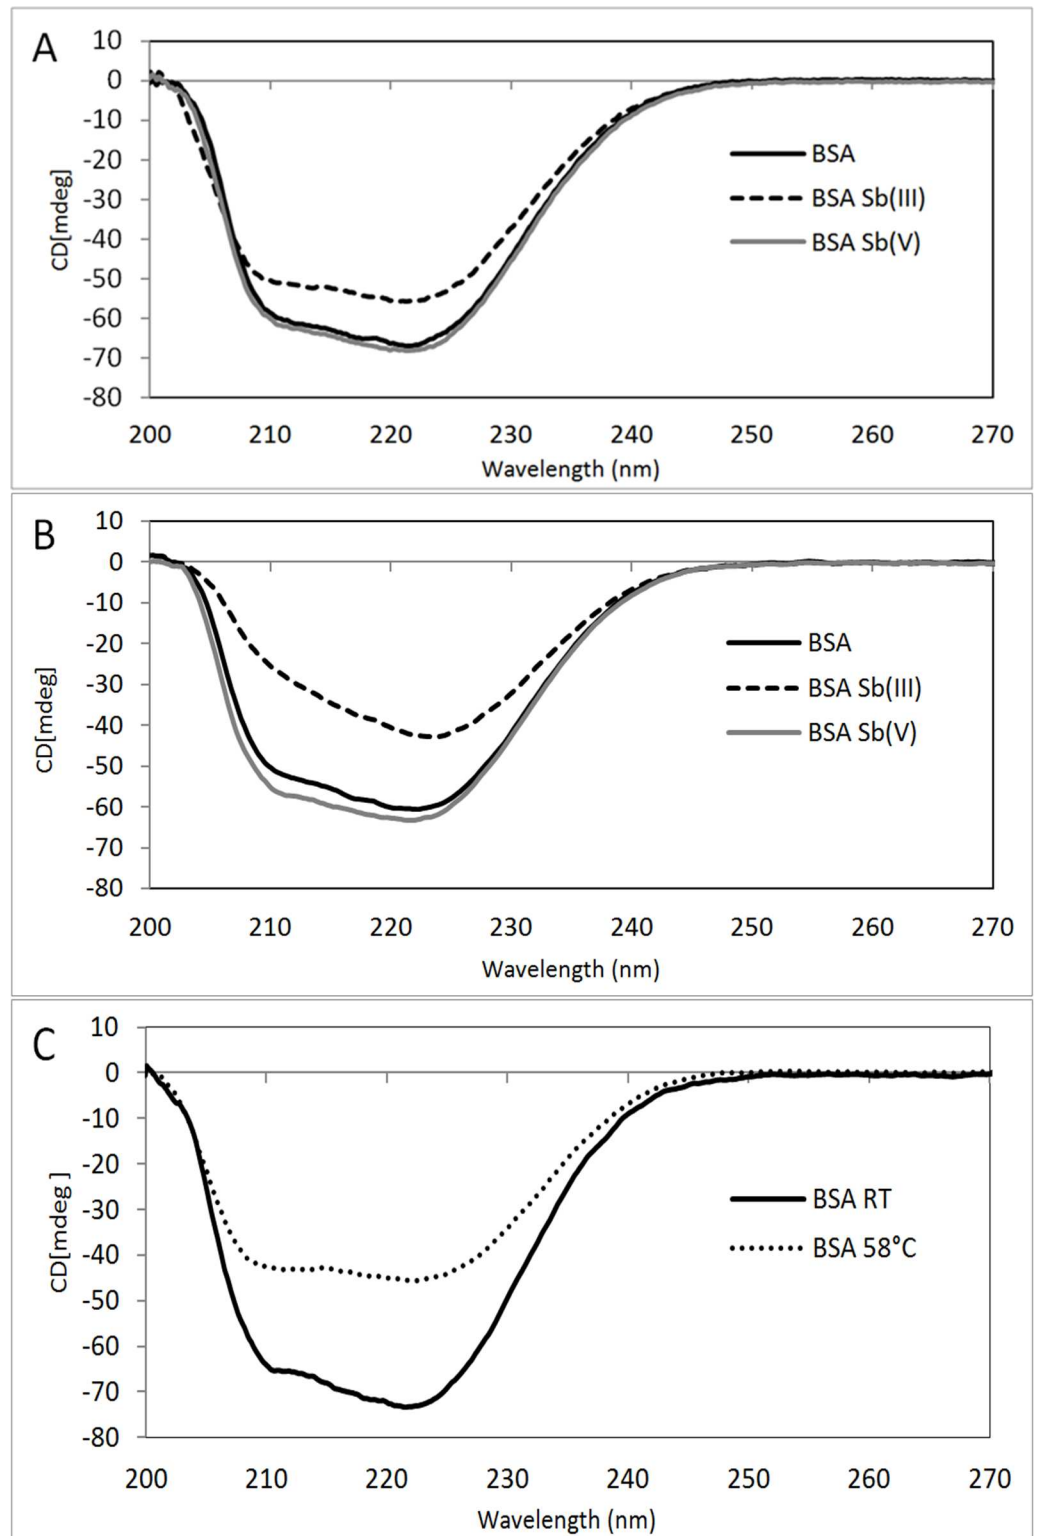 A
10
0
-10
-20
-30
-40
-50
-60
-70
-80
CD[mdeg]
BSA
BSA Sb(III)
BSA Sb(V)
200 210 220 230 240 250 260 270
Wavelength (nm)
B
10
0
-10
-20
-30
-40
-50
-60
-70
-80
CD[mdeg]
BSA
BSA Sb(III)
BSA Sb(V)
200 210 220 230 240 250 260 270
Wavelength (nm)
C
10
0
-10
-20
-30
-40
-50
-60
-70
-80
CD[mdeg ]
BSA RT
BSA 58°C
200 210 220 230 240 250 260 270
Wavelength (nm)